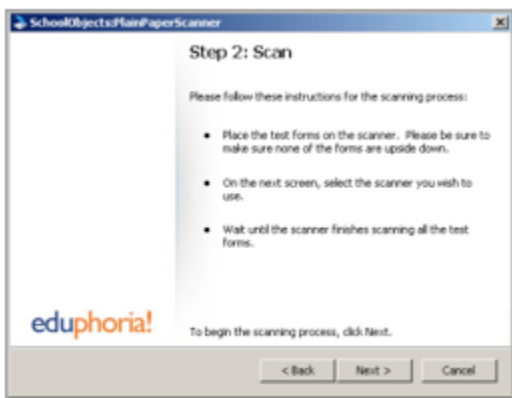 SchoolObjects:PlainPaperScanner
Step 2: Scan
Please follow these instructions for the scanning process:
• Place the test forms on the scanner. Please be sure to
make sure none of the forms are upside down.
• On the next screen, select the scanner you wish to
use.
• Wait until the scanner finishes scanning all the test
forms.
eduphoria!
To begin the scanning process, click Next.
< Back Next > Cancel